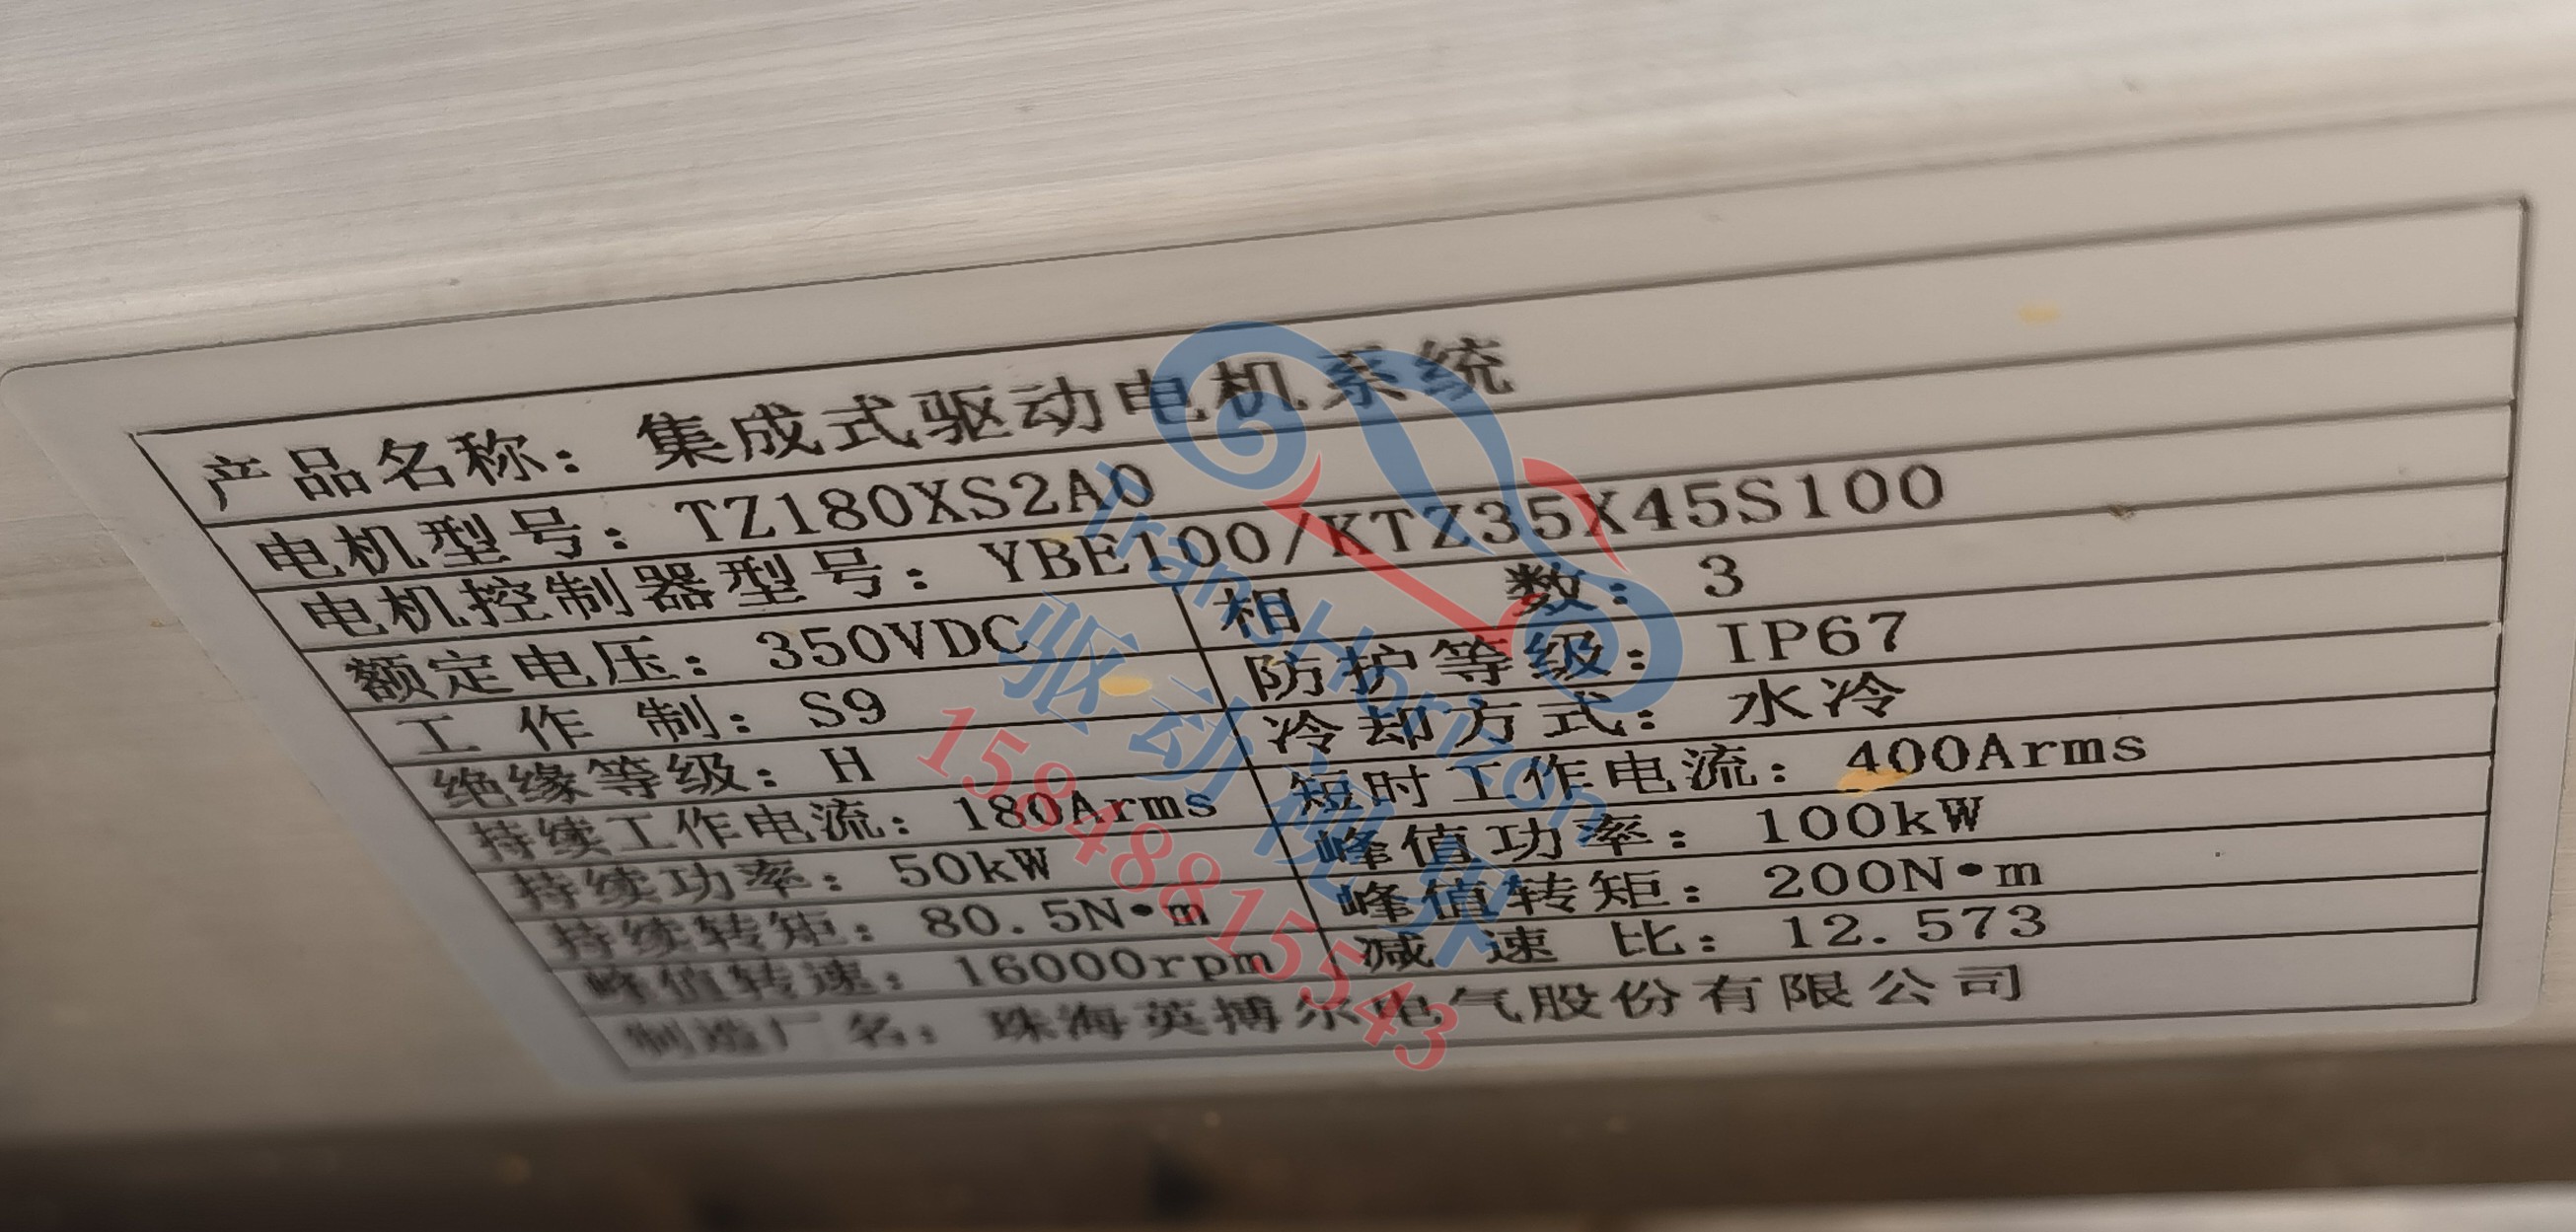 产品名称：集成式驱动电机系统
电机型号：TZ180XS2A0
电机控制器型号：YBE100/KTZ35X45S100
额定电压：350VDC 相 数：3
工 作 制：S9 防护等级：IP67
绝缘等级：H 冷却方式：水冷
持续工作电流：180Arms 短时工作电流：400Arms
持续功率：50kW 峰值功率：100kW
持续转矩：80.5N•m 峰值转矩：200N•m
峰值转速：16000rpm 减 速 比：12.573
制造厂 名：珠海英搏尔电气股份有限公司
TransHorizon
驱动视界
15848815543